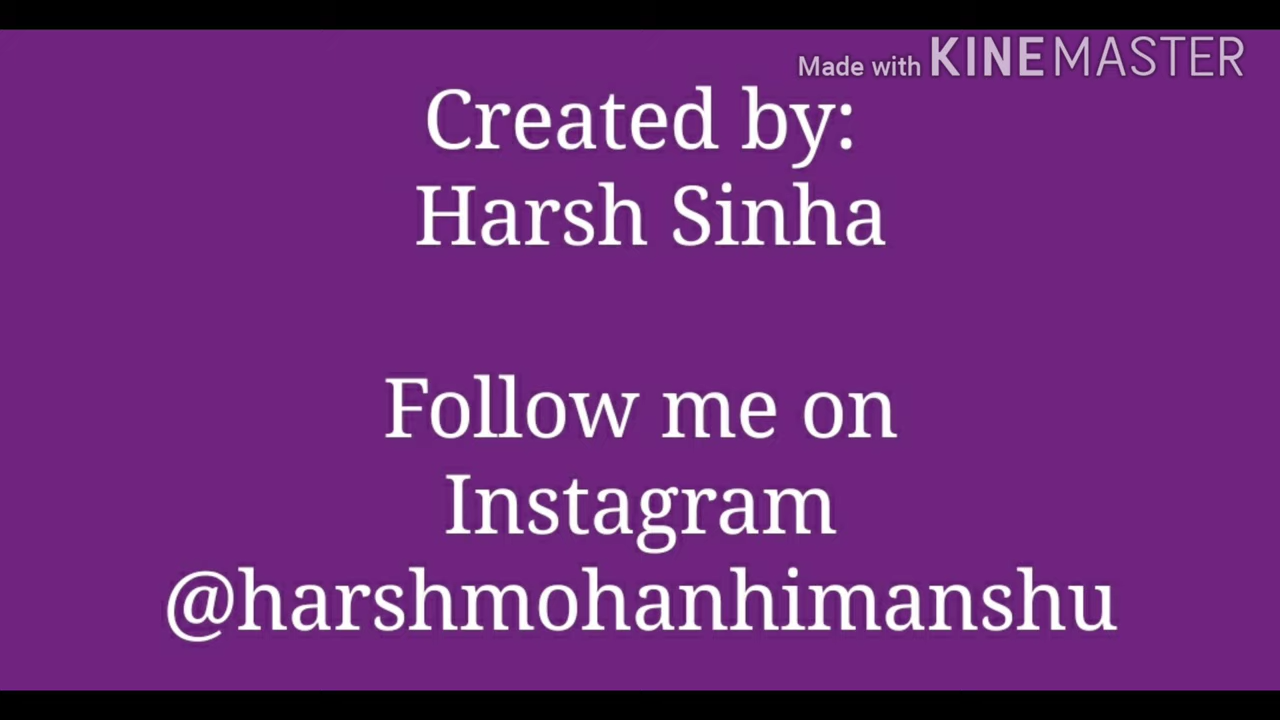 Made with KINEMASTER
Created by:
Harsh Sinha
Follow me on
Instagram
@harshmohanhimanshu